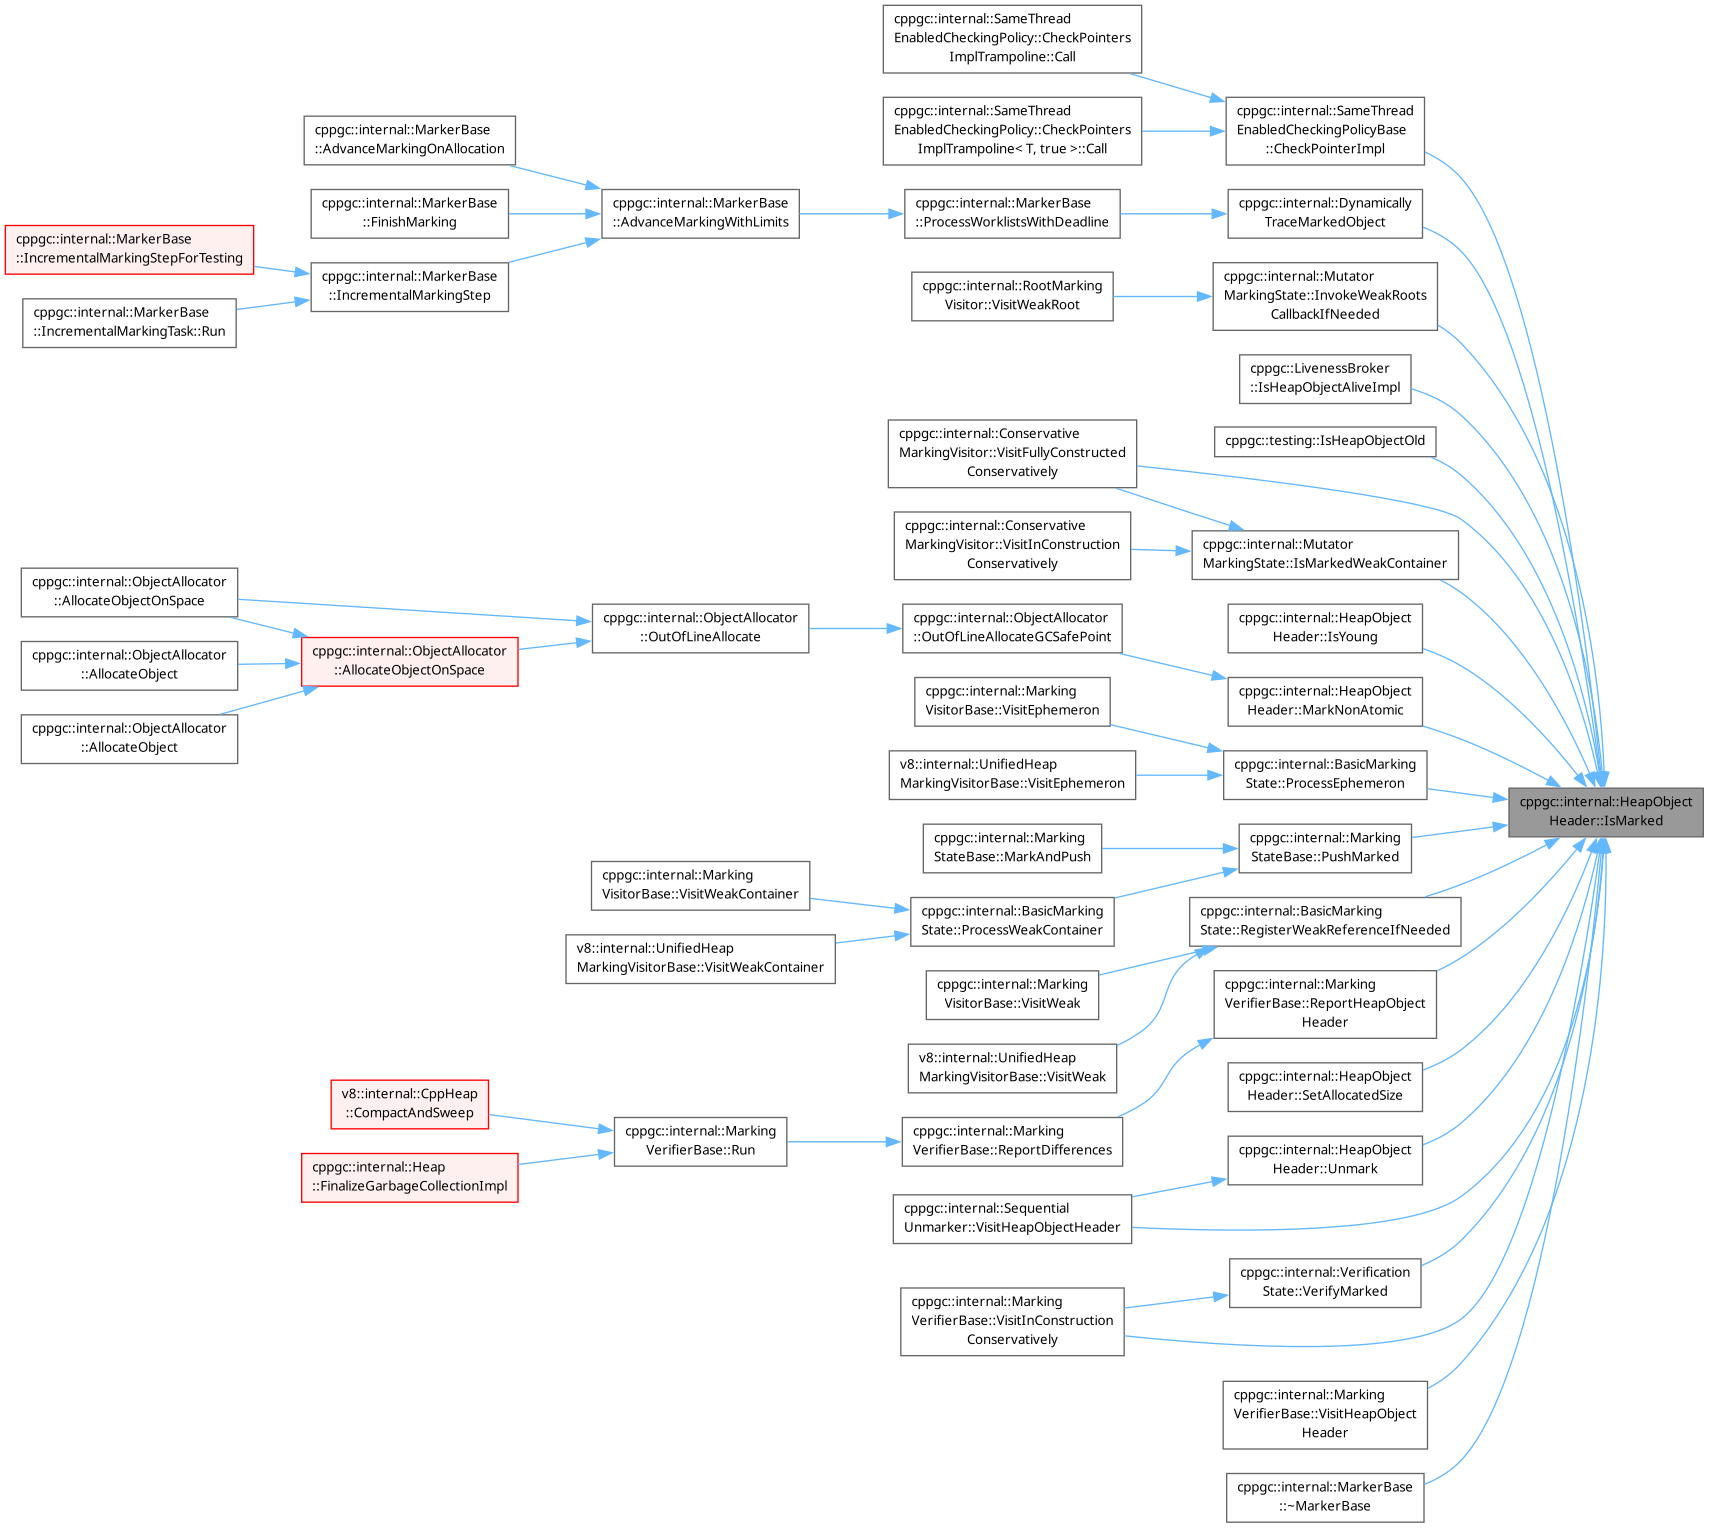 cppgc::internal::SameThread
EnabledCheckingPolicy::CheckPointers
ImplTrampoline::Call
cppgc::internal::SameThread
EnabledCheckingPolicy::CheckPointers
ImplTrampoline< T, true >::Call
cppgc::internal::SameThread
EnabledCheckingPolicyBase
::CheckPointerImpl
cppgc::internal::MarkerBase
::AdvanceMarkingOnAllocation
cppgc::internal::MarkerBase
::FinishMarking
cppgc::internal::MarkerBase
::AdvanceMarkingWithLimits
cppgc::internal::MarkerBase
::ProcessWorklistsWithDeadline
cppgc::internal::Dynamically
TraceMarkedObject
cppgc::internal::MarkerBase
::IncrementalMarkingStepForTesting
cppgc::internal::MarkerBase
::IncrementalMarkingStep
cppgc::internal::MarkerBase
::IncrementalMarkingTask::Run
cppgc::internal::RootMarking
Visitor::VisitWeakRoot
cppgc::internal::Mutator
MarkingState::InvokeWeakRoots
CallbackIfNeeded
cppgc::LivenessBroker
::IsHeapObjectAliveImpl
cppgc::testing::IsHeapObjectOld
cppgc::internal::Conservative
MarkingVisitor::VisitFullyConstructed
Conservatively
cppgc::internal::Conservative
MarkingVisitor::VisitInConstruction
Conservatively
cppgc::internal::Mutator
MarkingState::IsMarkedWeakContainer
cppgc::internal::ObjectAllocator
::AllocateObjectOnSpace
cppgc::internal::ObjectAllocator
::AllocateObject
cppgc::internal::ObjectAllocator
::AllocateObject
cppgc::internal::ObjectAllocator
::AllocateObjectOnSpace
cppgc::internal::ObjectAllocator
::OutOfLineAllocate
cppgc::internal::ObjectAllocator
::OutOfLineAllocateGCSafePoint
cppgc::internal::HeapObject
Header::IsYoung
cppgc::internal::HeapObject
Header::MarkNonAtomic
cppgc::internal::Marking
VisitorBase::VisitEphemeron
v8::internal::UnifiedHeap
MarkingVisitorBase::VisitEphemeron
cppgc::internal::BasicMarking
State::ProcessEphemeron
cppgc::internal::HeapObject
Header::IsMarked
cppgc::internal::Marking
StateBase::MarkAndPush
cppgc::internal::Marking
StateBase::PushMarked
cppgc::internal::Marking
VisitorBase::VisitWeakContainer
v8::internal::UnifiedHeap
MarkingVisitorBase::VisitWeakContainer
cppgc::internal::BasicMarking
State::ProcessWeakContainer
cppgc::internal::BasicMarking
State::RegisterWeakReferenceIfNeeded
cppgc::internal::Marking
VisitorBase::VisitWeak
v8::internal::UnifiedHeap
MarkingVisitorBase::VisitWeak
cppgc::internal::Marking
VerifierBase::ReportHeapObject
Header
cppgc::internal::HeapObject
Header::SetAllocatedSize
v8::internal::CppHeap
::CompactAndSweep
cppgc::internal::Heap
::FinalizeGarbageCollectionImpl
cppgc::internal::Marking
VerifierBase::Run
cppgc::internal::Marking
VerifierBase::ReportDifferences
cppgc::internal::HeapObject
Header::Unmark
cppgc::internal::Sequential
Unmarker::VisitHeapObjectHeader
cppgc::internal::Verification
State::VerifyMarked
cppgc::internal::Marking
VerifierBase::VisitInConstruction
Conservatively
cppgc::internal::Marking
VerifierBase::VisitHeapObject
Header
cppgc::internal::MarkerBase
::~MarkerBase